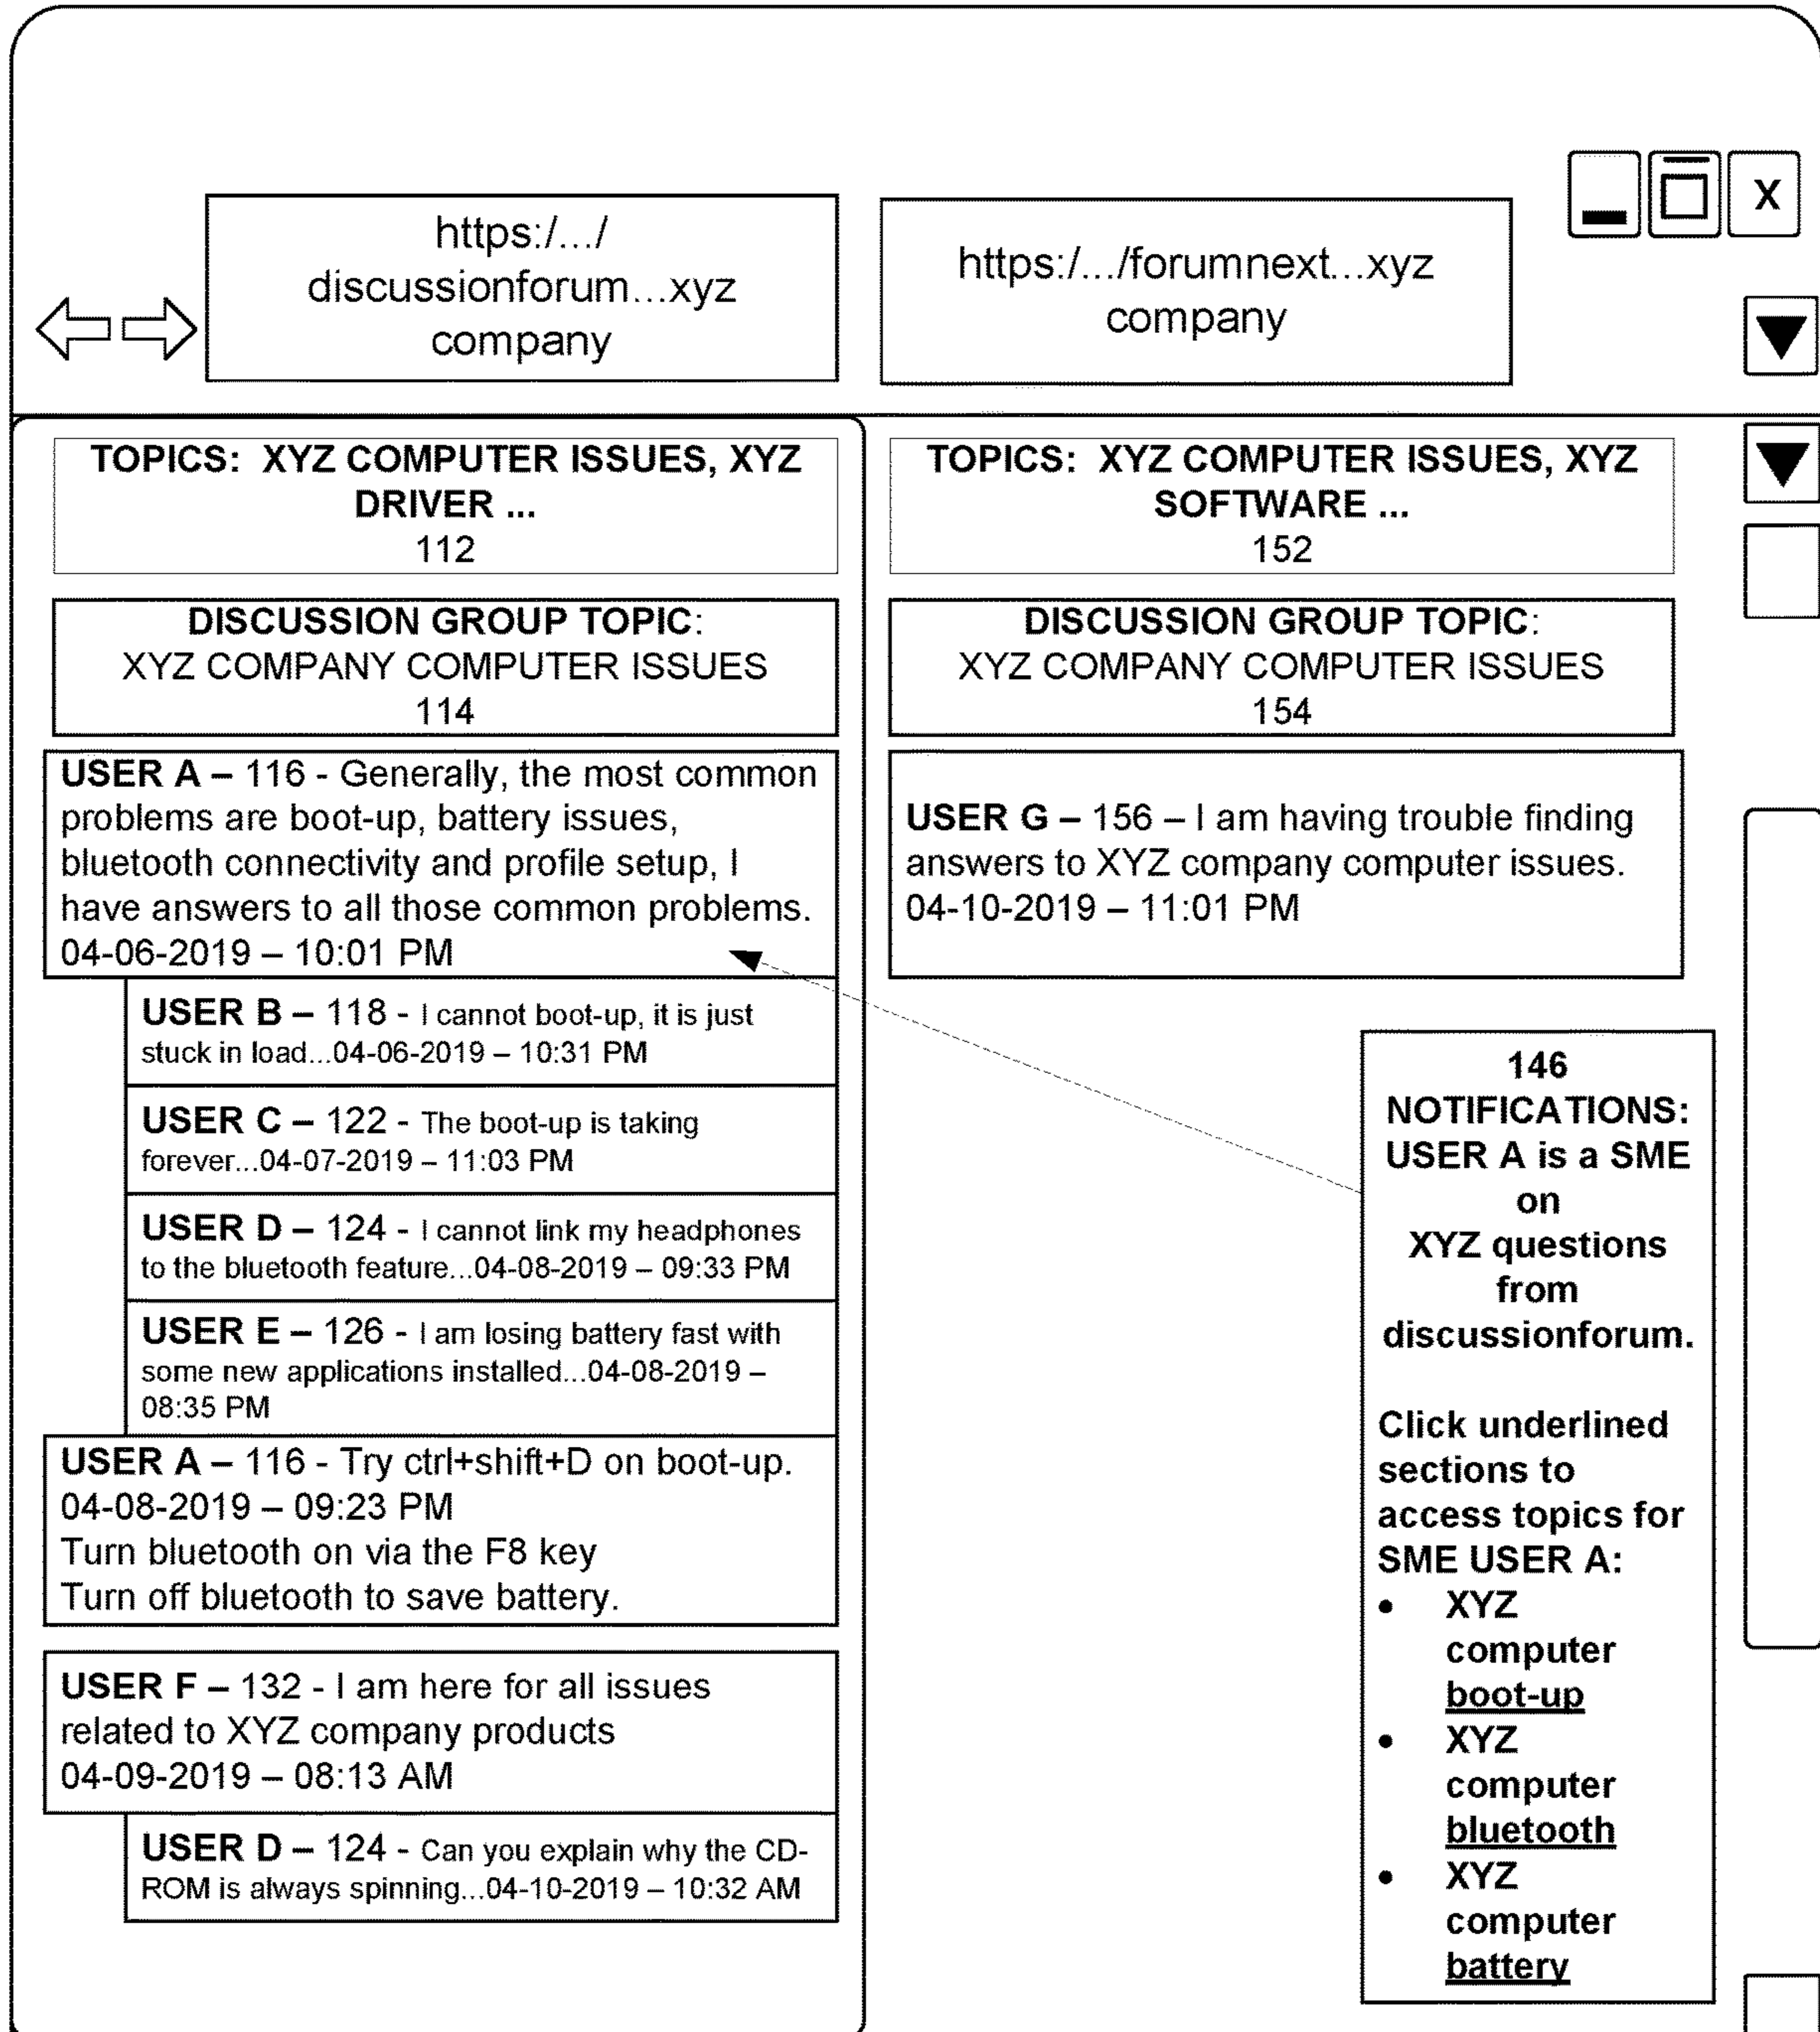 https:/.../
discussionforum...xyz
company
https:/.../forumnext...xyz
company
X
TOPICS: XYZ COMPUTER ISSUES, XYZ
DRIVER ...
112
DISCUSSION GROUP TOPIC:
XYZ COMPANY COMPUTER ISSUES
114
USER A – 116 - Generally, the most common
problems are boot-up, battery issues,
bluetooth connectivity and profile setup, I
have answers to all those common problems.
04-06-2019 – 10:01 PM
USER B – 118 - I cannot boot-up, it is just
stuck in load...04-06-2019 – 10:31 PM
USER C – 122 - The boot-up is taking
forever...04-07-2019 – 11:03 PM
USER D – 124 - I cannot link my headphones
to the bluetooth feature...04-08-2019 – 09:33 PM
USER E – 126 - I am losing battery fast with
some new applications installed...04-08-2019 –
08:35 PM
USER A – 116 - Try ctrl+shift+D on boot-up.
04-08-2019 – 09:23 PM
Turn bluetooth on via the F8 key
Turn off bluetooth to save battery.
USER F – 132 - I am here for all issues
related to XYZ company products
04-09-2019 – 08:13 AM
USER D – 124 - Can you explain why the CD-
ROM is always spinning...04-10-2019 – 10:32 AM
TOPICS: XYZ COMPUTER ISSUES, XYZ
SOFTWARE ...
152
DISCUSSION GROUP TOPIC:
XYZ COMPANY COMPUTER ISSUES
154
USER G – 156 – I am having trouble finding
answers to XYZ company computer issues.
04-10-2019 – 11:01 PM
146
NOTIFICATIONS:
USER A is a SME
on
XYZ questions
from
discussionforum.
Click underlined
sections to
access topics for
SME USER A:
• XYZ
computer
boot-up
• XYZ
computer
bluetooth
• XYZ
computer
battery